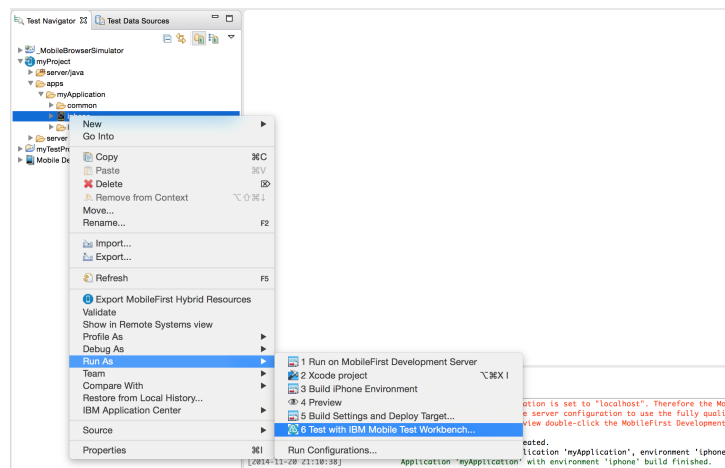 Test Navigator
Test Data Sources
_MobileBrowserSimulator
myProject
server/java
apps
myApplication
common
server
myTestPr
Mobile De
New
Go Into
Copy ⌘C
Paste ⌘V
Delete ⌦
Remove from Context ⌥⇧⌘↓
Move...
Rename... F2
Import...
Export...
Refresh F5
Export MobileFirst Hybrid Resources
Validate
Show in Remote Systems view
Profile As
Debug As
Run As
Team
Compare With
Restore from Local History...
IBM Application Center
Source
Properties ⌘I
1 Run on MobileFirst Development Server
2 Xcode project ⌥⌘X I
3 Build iPhone Environment
4 Preview
5 Build Settings and Deploy Target...
6 Test with IBM Mobile Test Workbench...
Run Configurations...
ation is set to "localhost". Therefore the Mo
e server configuration to use the fully quali
view double-click the MobileFirst Development
eated.
lication 'myApplication', environment 'iphone
[2014-11-20 21:10:38] Application 'myApplication' with environment 'iphone' build finished.